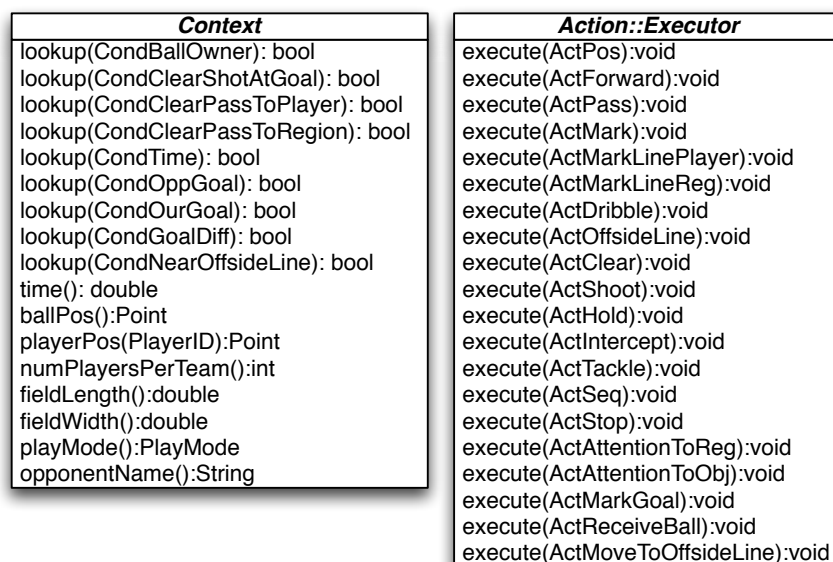 Context
lookup(CondBallOwner): bool
lookup(CondClearShotAtGoal): bool
lookup(CondClearPassToPlayer): bool
lookup(CondClearPassToRegion): bool
lookup(CondTime): bool
lookup(CondOppGoal): bool
lookup(CondOurGoal): bool
lookup(CondGoalDiff): bool
lookup(CondNearOffsideLine): bool
time(): double
ballPos():Point
playerPos(PlayerID):Point
numPlayersPerTeam():int
fieldLength():double
fieldWidth():double
playMode():PlayMode
opponentName():String
Action::Executor
execute(ActPos):void
execute(ActForward):void
execute(ActPass):void
execute(ActMark):void
execute(ActMarkLinePlayer):void
execute(ActMarkLineReg):void
execute(ActDribble):void
execute(ActOffsideLine):void
execute(ActClear):void
execute(ActShoot):void
execute(ActHold):void
execute(ActIntercept):void
execute(ActTackle):void
execute(ActSeq):void
execute(ActStop):void
execute(ActAttentionToReg):void
execute(ActAttentionToObj):void
execute(ActMarkGoal):void
execute(ActReceiveBall):void
execute(ActMoveToOffsideLine):void